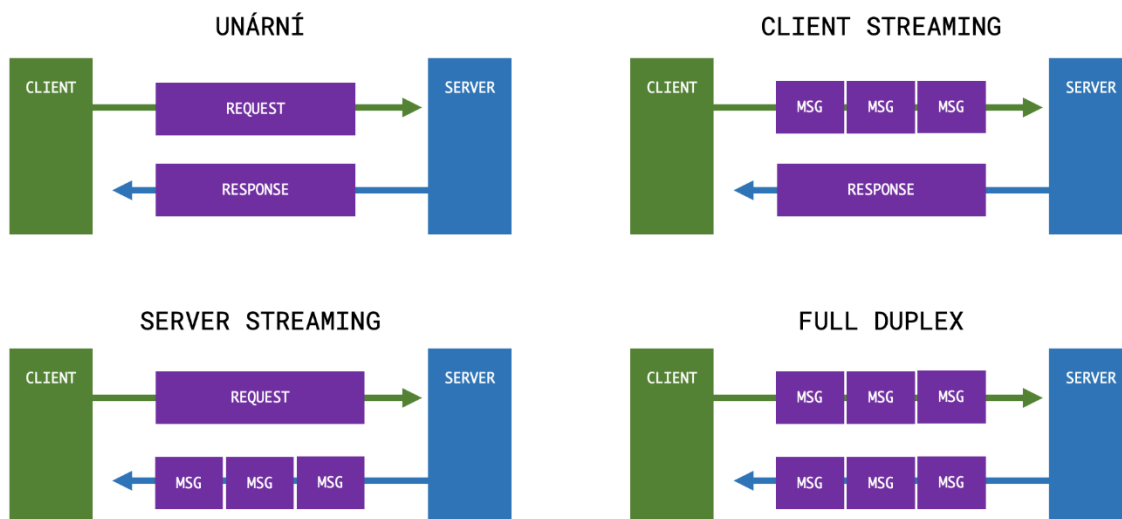 UNÁRNÍ
CLIENT
REQUEST
SERVER
RESPONSE
CLIENT STREAMING
CLIENT
MSG MSG MSG
SERVER
RESPONSE
SERVER STREAMING
CLIENT
REQUEST
SERVER
MSG MSG MSG
FULL DUPLEX
CLIENT
MSG MSG MSG
SERVER
MSG MSG MSG